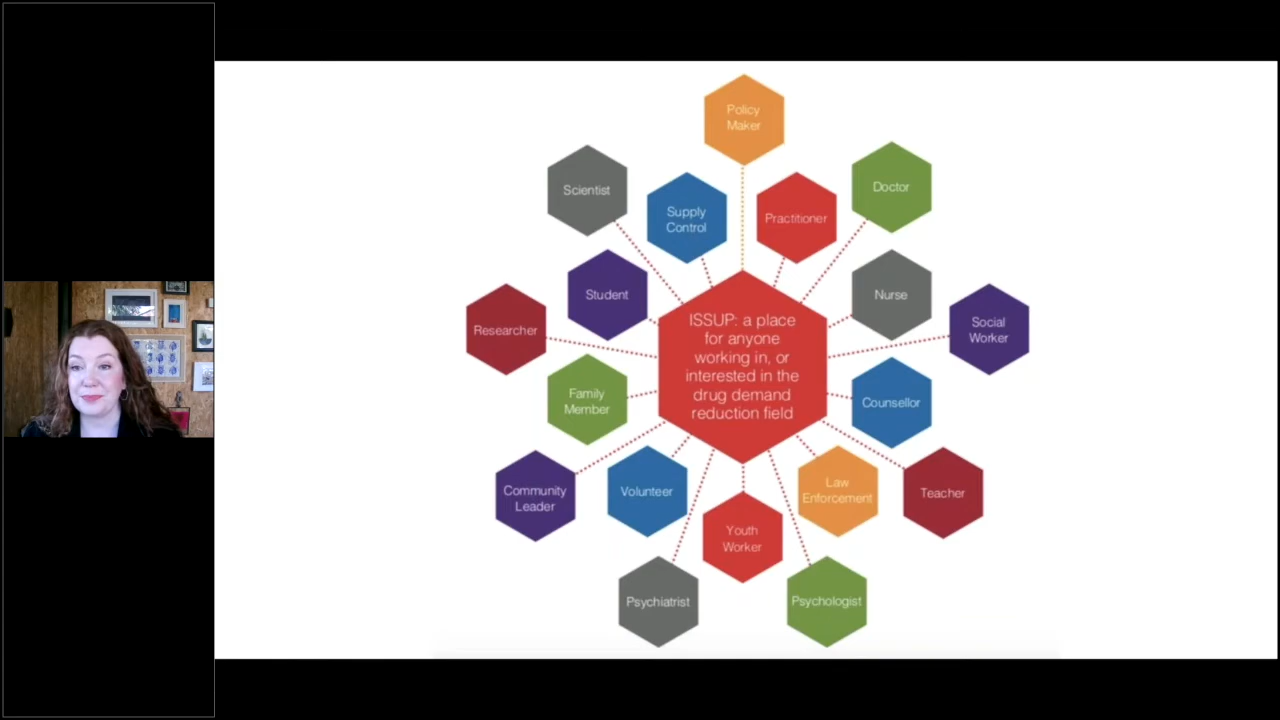 Policy
Maker
Scientist
Supply
Control
Practitioner
Doctor
Student
Nurse
Researcher
Social
Worker
ISSUP: a place
for anyone
working in, or
interested in the
drug demand
reduction field
Family
Member
Counsellor
Community
Leader
Volunteer
Law
Enforcement
Teacher
Youth
Worker
Psychiatrist
Psychologist